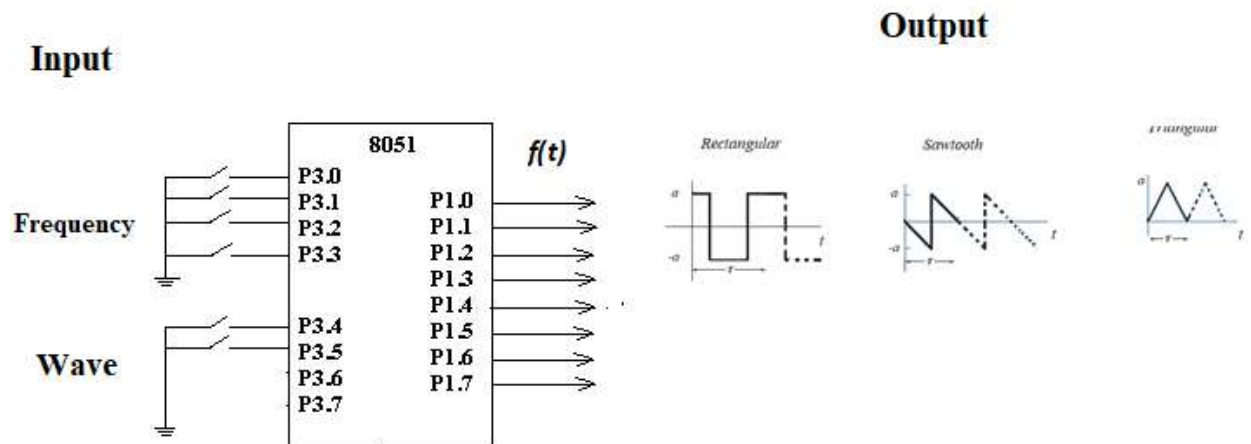 Input
Output
8051
f(t)
Frequency
Wave
P3.0
P3.1
P3.2
P3.3
P3.4
P3.5
P3.6
P3.7
P1.0
P1.1
P1.2
P1.3
P1.4
P1.5
P1.6
P1.7
Rectangular
a
-a
τ
t
Sawtooth
a
-a
τ
t
a
τ
t